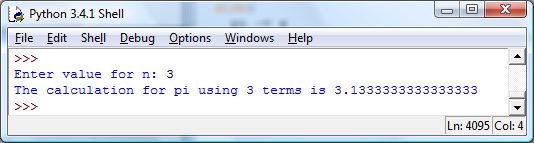 Python 3.4.1 Shell
File Edit Shell Debug Options Windows Help
>>>
Enter value for n: 3
The calculation for pi using 3 terms is 3.1333333333333333
>>>
Ln: 4095 Col: 4